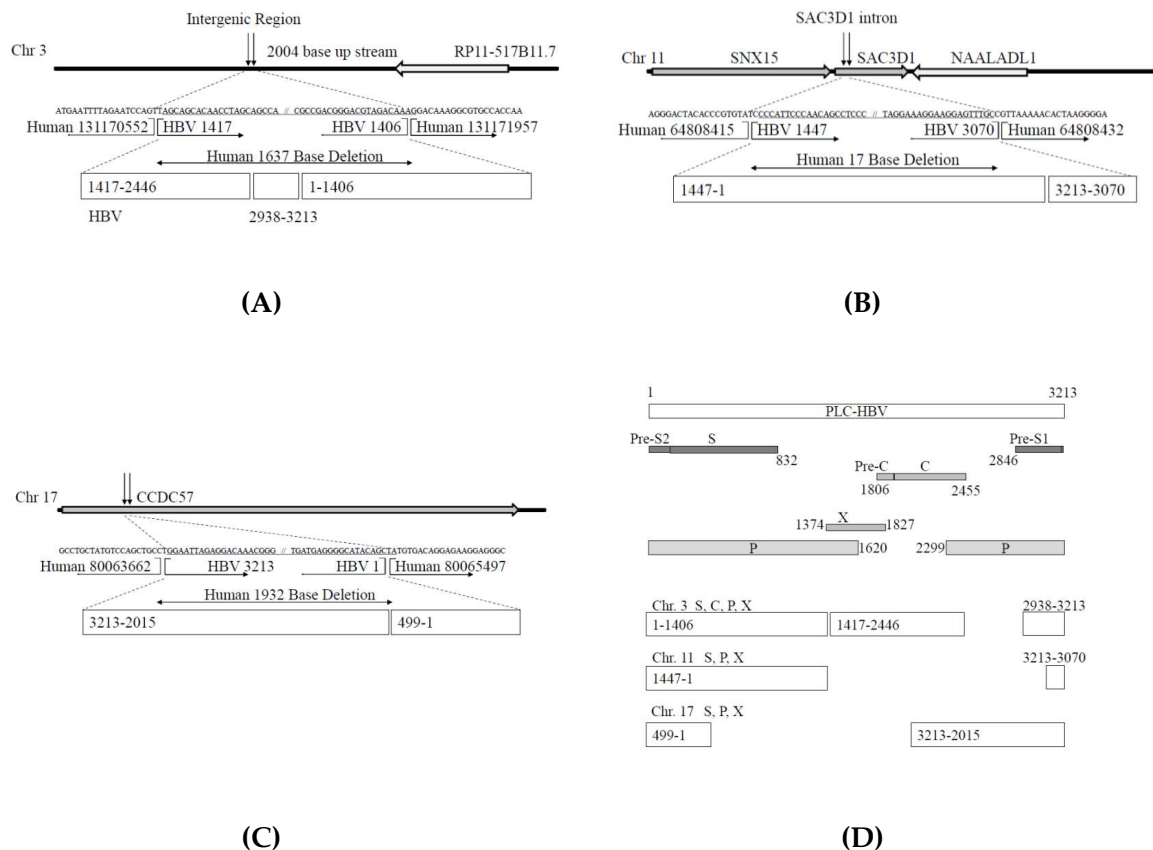 Intergenic Region
Chr 3
2004 base up stream
RP11-517B11.7
ATGAATTTTAGAATCCAGTTAGCAGCACAACCTAGCAGCCA // CGCCGACGGGACGTAGACAAAGGACAAAGGCGTGCCACCAA
Human 131170552 HBV 1417 HBV 1406 Human 131171957
Human 1637 Base Deletion
1417-2446 1-1406
HBV 2938-3213
(A)
SAC3D1 intron
Chr 11 SNX15 SAC3D1 NAALADL1
AGGGACTACACCCGTGTATCCCCATTCCCAACAGCCTCCC // TAGGAAAGGAAGGAGTTTGCCGTTAAAAACACTAAGGGGA
Human 64808415 HBV 1447 HBV 3070 Human 64808432
Human 17 Base Deletion
1447-1 3213-3070
(B)
Chr 17 CCDC57
GCCTGCTATGTCCAGCTGCCTGGAATTAGAGGACAAACGGG // TGATGAGGGGCATACAGCTATGTGACAGGAGAAGGAGGGC
Human 80063662 HBV 3213 HBV 1 Human 80065497
Human 1932 Base Deletion
3213-2015 499-1
(C)
1 3213
PLC-HBV
Pre-S2 S Pre-S1
832 2846
Pre-C C
1806 2455
1374 X 1827
P 1620 2299 P
Chr. 3 S, C, P, X 2938-3213
1-1406 1417-2446
Chr. 11 S, P, X 3213-3070
1447-1
Chr. 17 S, P, X
499-1 3213-2015
(D)